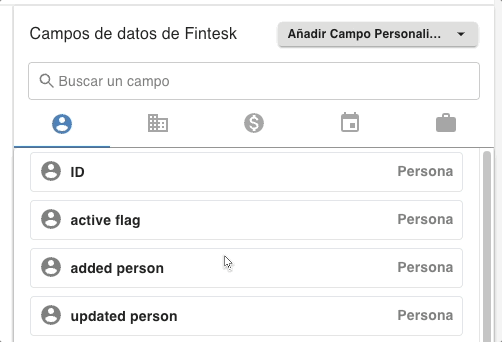 Campos de datos de Fintesk
Añadir Campo Personali...
Buscar un campo
ID Persona
active flag Persona
added person Persona
updated person Persona